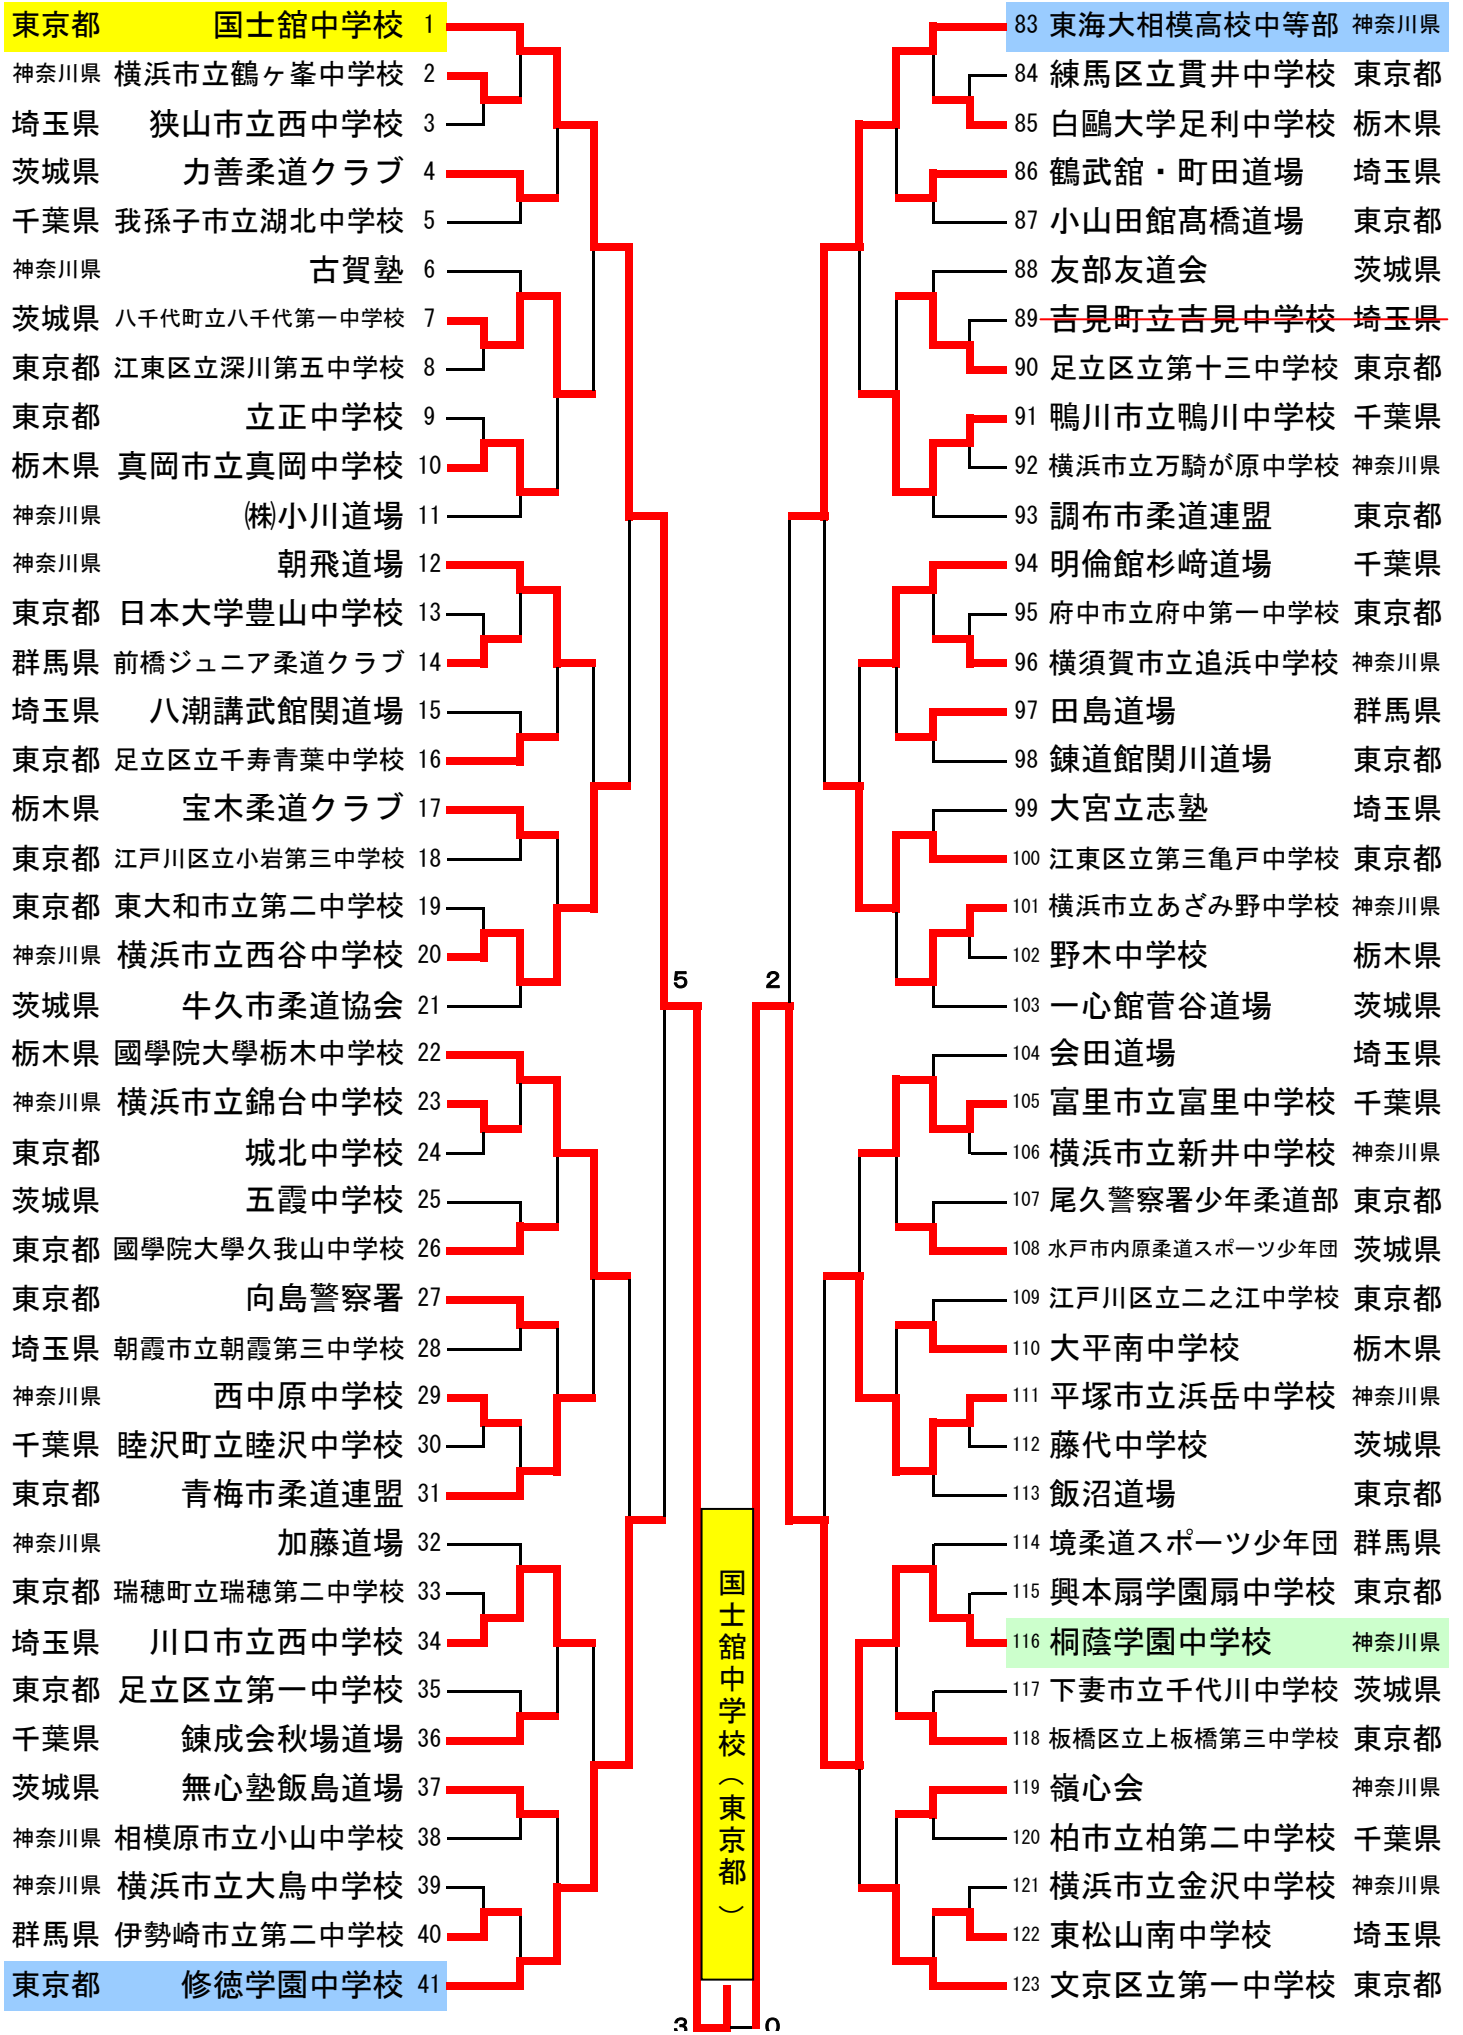 東京都 国士舘中学校 1
神奈川県 横浜市立鶴ヶ峯中学校 2
埼玉県 狭山市立西中学校 3
茨城県 力善柔道クラブ 4
千葉県 我孫子市立湖北中学校 5
神奈川県 古賀塾 6
茨城県 八千代町立八千代第一中学校 7
東京都 江東区立深川第五中学校 8
東京都 立正中学校 9
栃木県 真岡市立真岡中学校 10
神奈川県 ㈱小川道場 11
神奈川県 朝飛道場 12
東京都 日本大学豊山中学校 13
群馬県 前橋ジュニア柔道クラブ 14
埼玉県 八潮講武館関道場 15
東京都 足立区立千寿青葉中学校 16
栃木県 宝木柔道クラブ 17
東京都 江戸川区立小岩第三中学校 18
東京都 東大和市立第二中学校 19
神奈川県 横浜市立西谷中学校 20
茨城県 牛久市柔道協会 21
栃木県 國學院大學栃木中学校 22
神奈川県 横浜市立錦台中学校 23
東京都 城北中学校 24
茨城県 五霞中学校 25
東京都 國學院大學久我山中学校 26
東京都 向島警察署 27
埼玉県 朝霞市立朝霞第三中学校 28
神奈川県 西中原中学校 29
千葉県 睦沢町立睦沢中学校 30
東京都 青梅市柔道連盟 31
神奈川県 加藤道場 32
東京都 瑞穂町立瑞穂第二中学校 33
埼玉県 川口市立西中学校 34
東京都 足立区立第一中学校 35
千葉県 錬成会秋場道場 36
茨城県 無心塾飯島道場 37
神奈川県 相模原市立小山中学校 38
神奈川県 横浜市立大鳥中学校 39
群馬県 伊勢崎市立第二中学校 40
東京都 修徳学園中学校 41
5 2
国士舘中学校（東京都）
3 0
83 東海大相模高校中等部 神奈川県
84 練馬区立貫井中学校 東京都
85 白鷗大学足利中学校 栃木県
86 鶴武舘・町田道場 埼玉県
87 小山田館髙橋道場 東京都
88 友部友道会 茨城県
89 吉見町立吉見中学校 埼玉県
90 足立区立第十三中学校 東京都
91 鴨川市立鴨川中学校 千葉県
92 横浜市立万騎が原中学校 神奈川県
93 調布市柔道連盟 東京都
94 明倫館杉﨑道場 千葉県
95 府中市立府中第一中学校 東京都
96 横須賀市立追浜中学校 神奈川県
97 田島道場 群馬県
98 錬道館関川道場 東京都
99 大宮立志塾 埼玉県
100 江東区立第三亀戸中学校 東京都
101 横浜市立あざみ野中学校 神奈川県
102 野木中学校 栃木県
103 一心館菅谷道場 茨城県
104 会田道場 埼玉県
105 富里市立富里中学校 千葉県
106 横浜市立新井中学校 神奈川県
107 尾久警察署少年柔道部 東京都
108 水戸市内原柔道スポーツ少年団 茨城県
109 江戸川区立二之江中学校 東京都
110 大平南中学校 栃木県
111 平塚市立浜岳中学校 神奈川県
112 藤代中学校 茨城県
113 飯沼道場 東京都
114 境柔道スポーツ少年団 群馬県
115 興本扇学園扇中学校 東京都
116 桐蔭学園中学校 神奈川県
117 下妻市立千代川中学校 茨城県
118 板橋区立上板橋第三中学校 東京都
119 嶺心会 神奈川県
120 柏市立柏第二中学校 千葉県
121 横浜市立金沢中学校 神奈川県
122 東松山南中学校 埼玉県
123 文京区立第一中学校 東京都